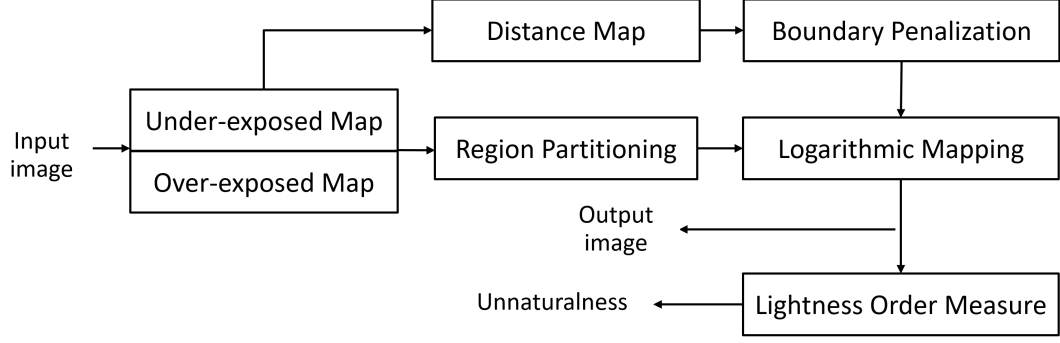 Distance Map
Boundary Penalization
Input
image
Under-exposed Map
Over-exposed Map
Region Partitioning
Logarithmic Mapping
Output
image
Unnaturalness
Lightness Order Measure